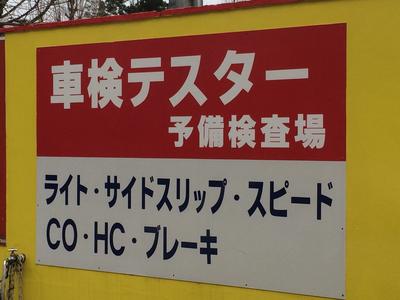 車検テスター
予備検査場
ライト・サイドスリップ・スピード
CO・HC・ブレーキ